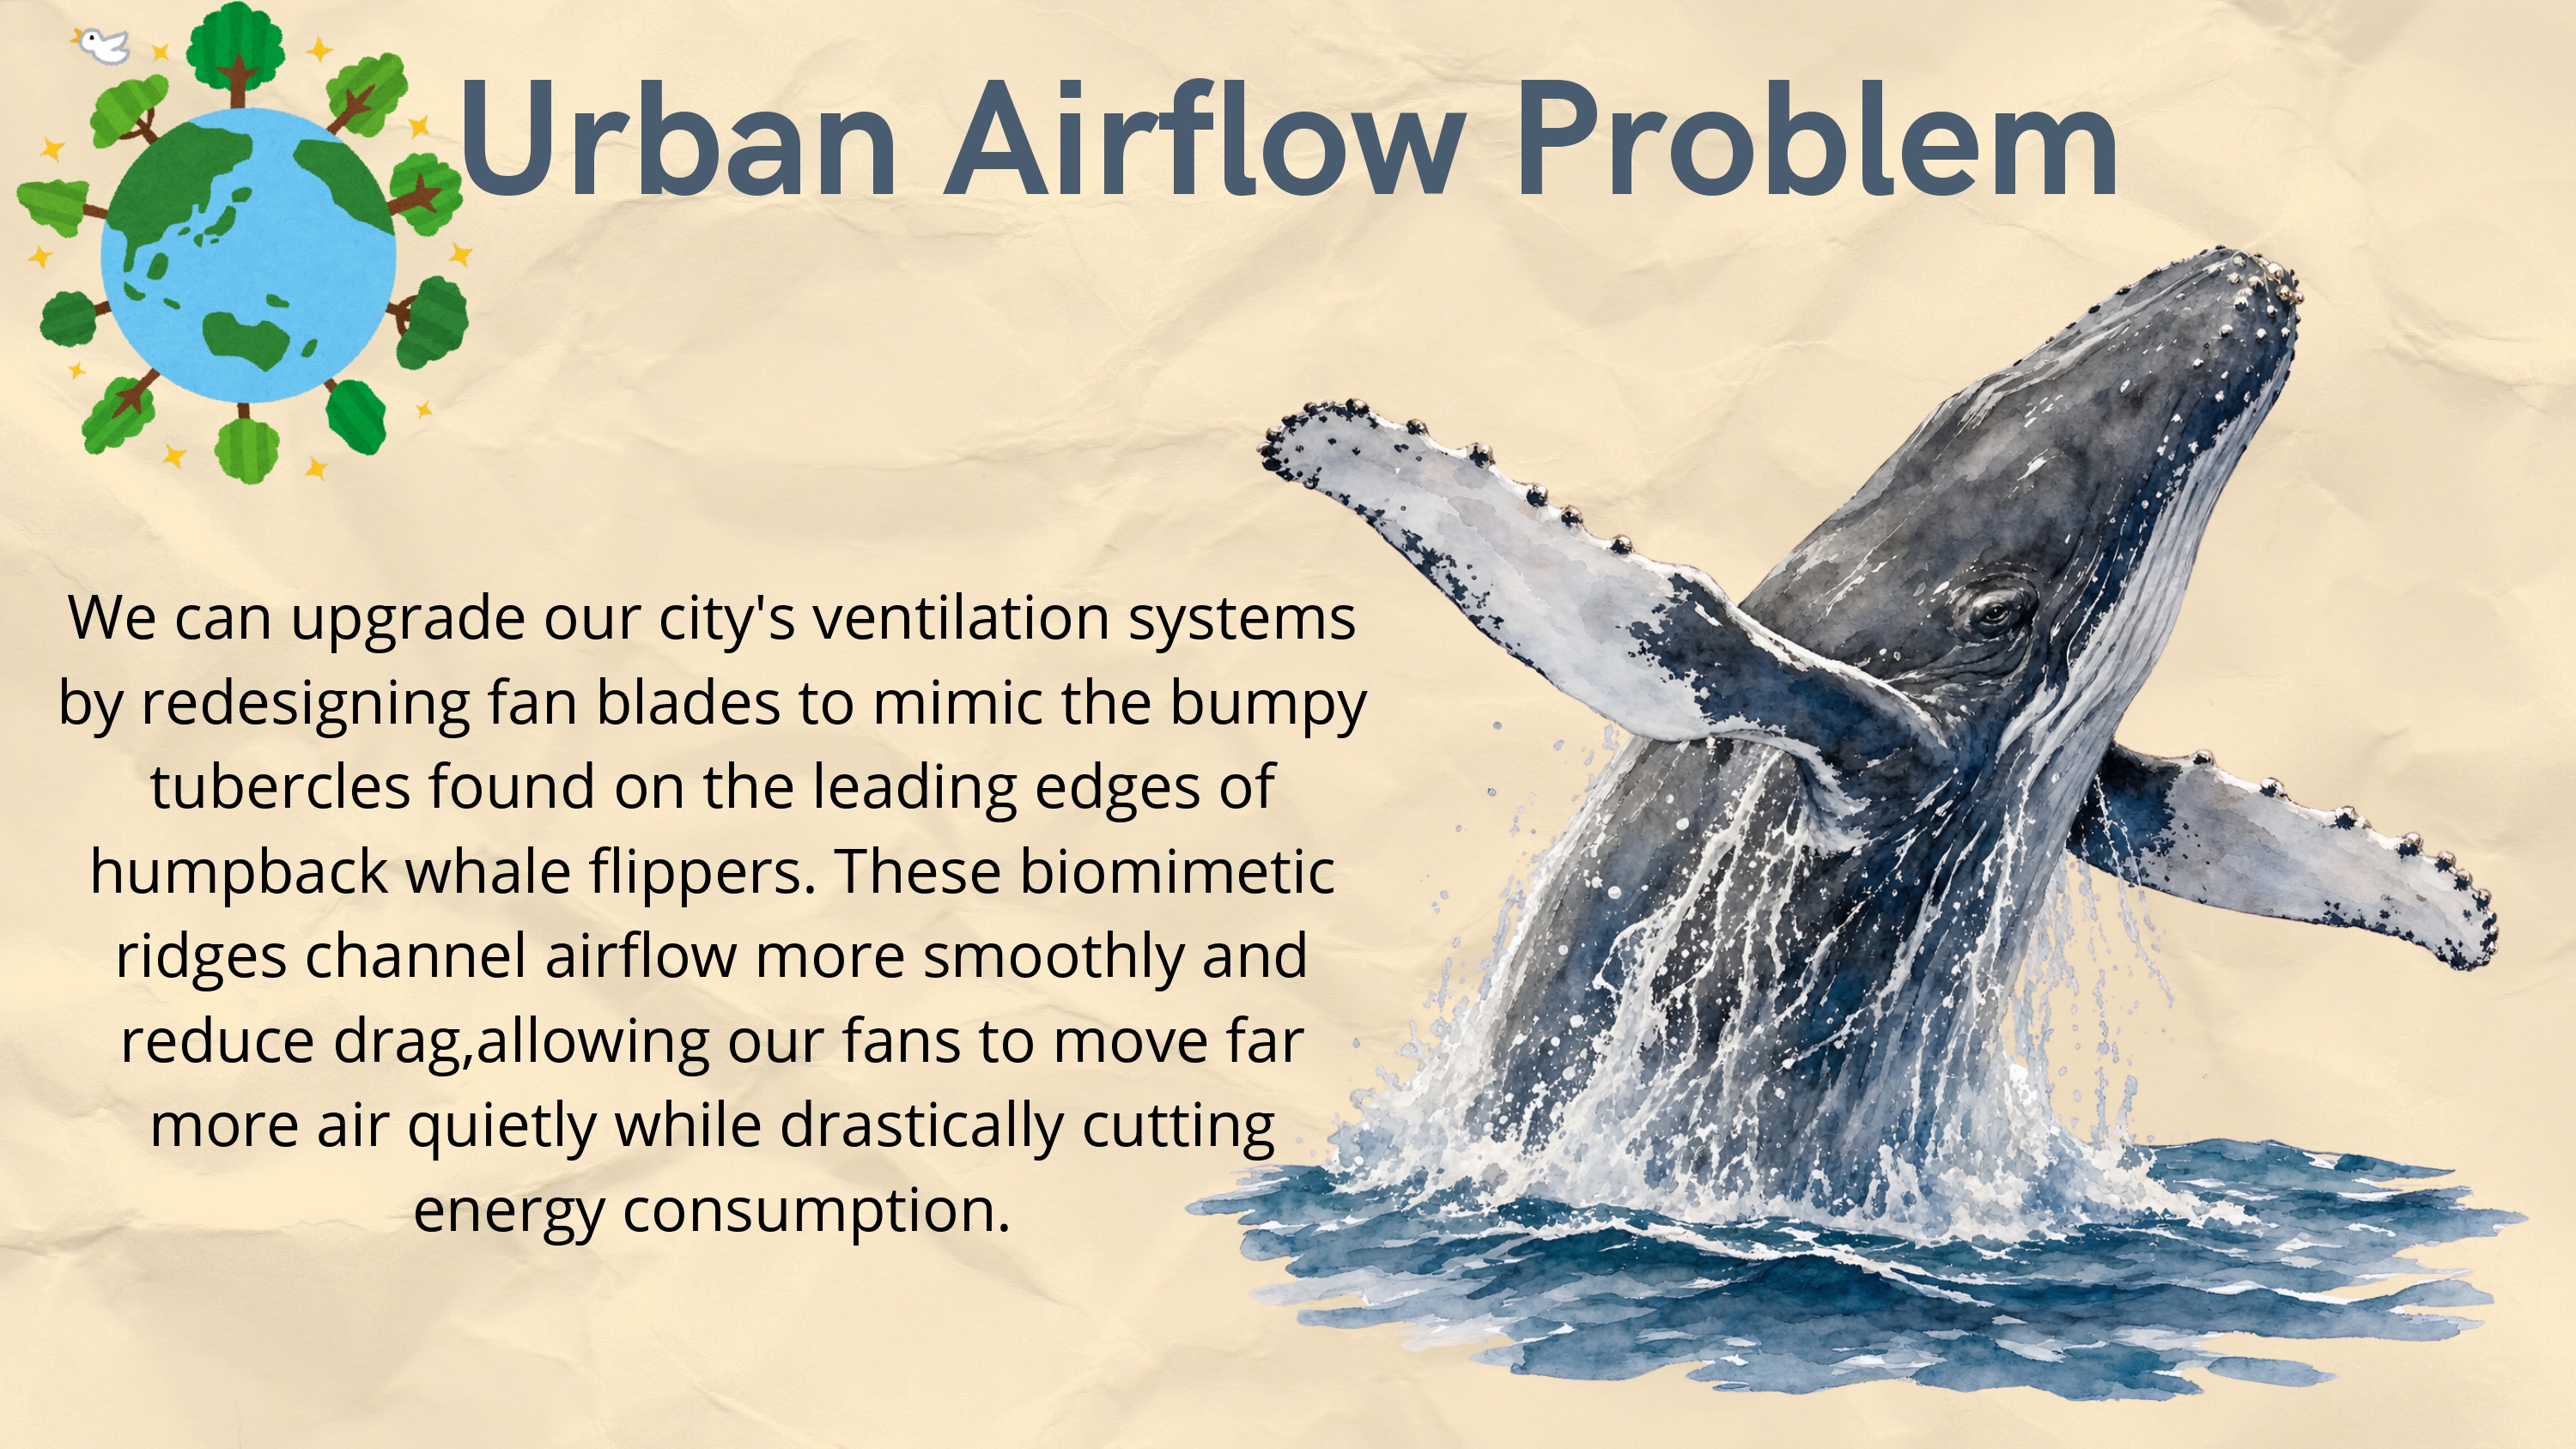 Urban Airflow Problem
We can upgrade our city's ventilation systems
by redesigning fan blades to mimic the bumpy
tubercles found on the leading edges of
humpback whale flippers. These biomimetic
ridges channel airflow more smoothly and
reduce drag,allowing our fans to move far
more air quietly while drastically cutting
energy consumption.